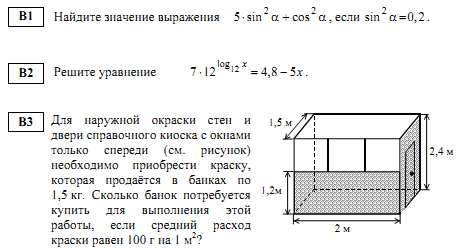 В1 Найдите значение выражения 5·sin² α + cos² α, если sin² α = 0,2.
В2 Решите уравнение 7·12^(log₁₂ x) = 4,8 – 5x.
В3 Для наружной окраски стен и
двери справочного киоска с окнами
только спереди (см. рисунок)
необходимо приобрести краску,
которая продаётся в банках по
1,5 кг. Сколько банок потребуется
купить для выполнения этой
работы, если средний расход
краски равен 100 г на 1 м²?
1,5 м
2,4 м
1,2м
2 м